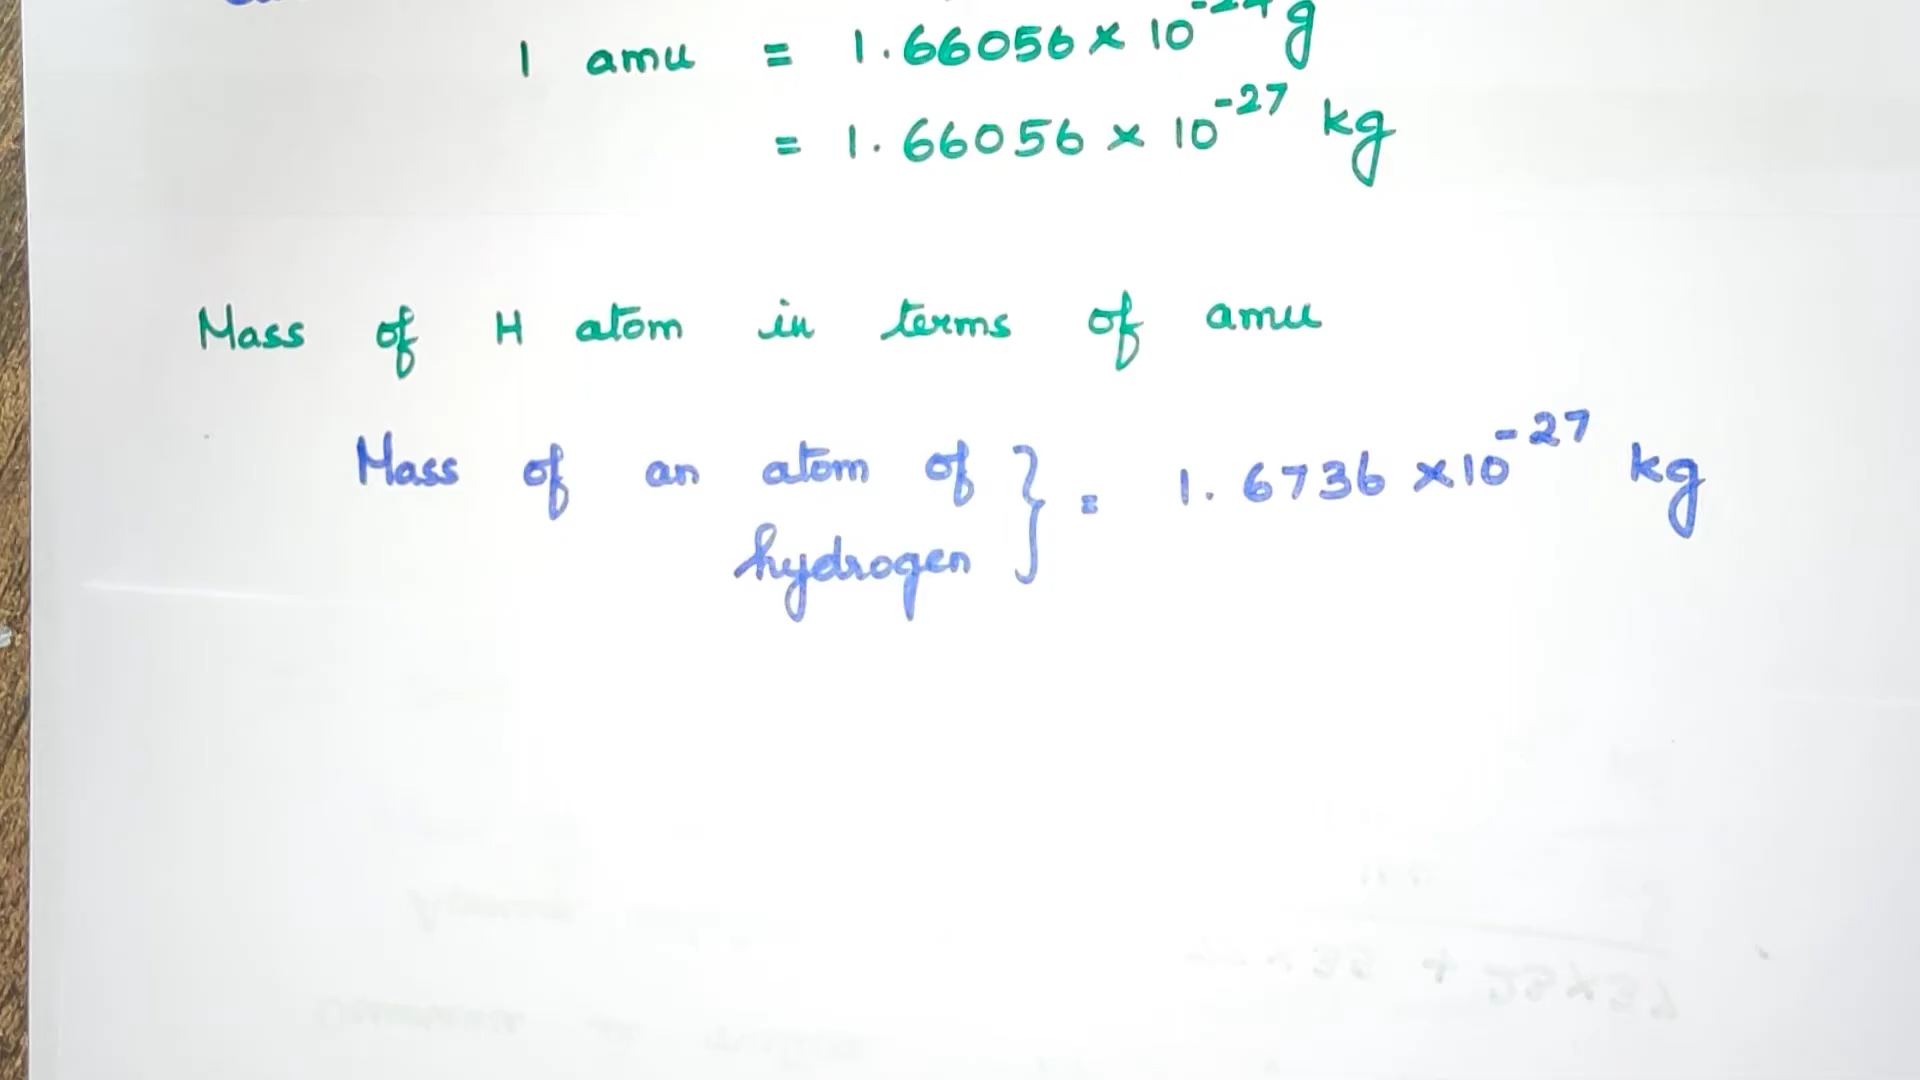 1 amu = 1.66056 × 10⁻²⁴ g
= 1.66056 × 10⁻²⁷ kg
Mass of H atom in terms of amu
Mass of an atom of } = 1.6736 ×10⁻²⁷ kg
hydrogen